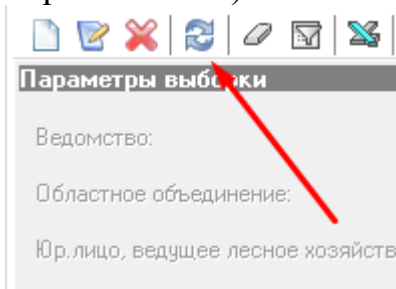 Параметры выборки
Ведомство:
Областное объединение:
Юр.лицо, ведущее лесное хозяйств